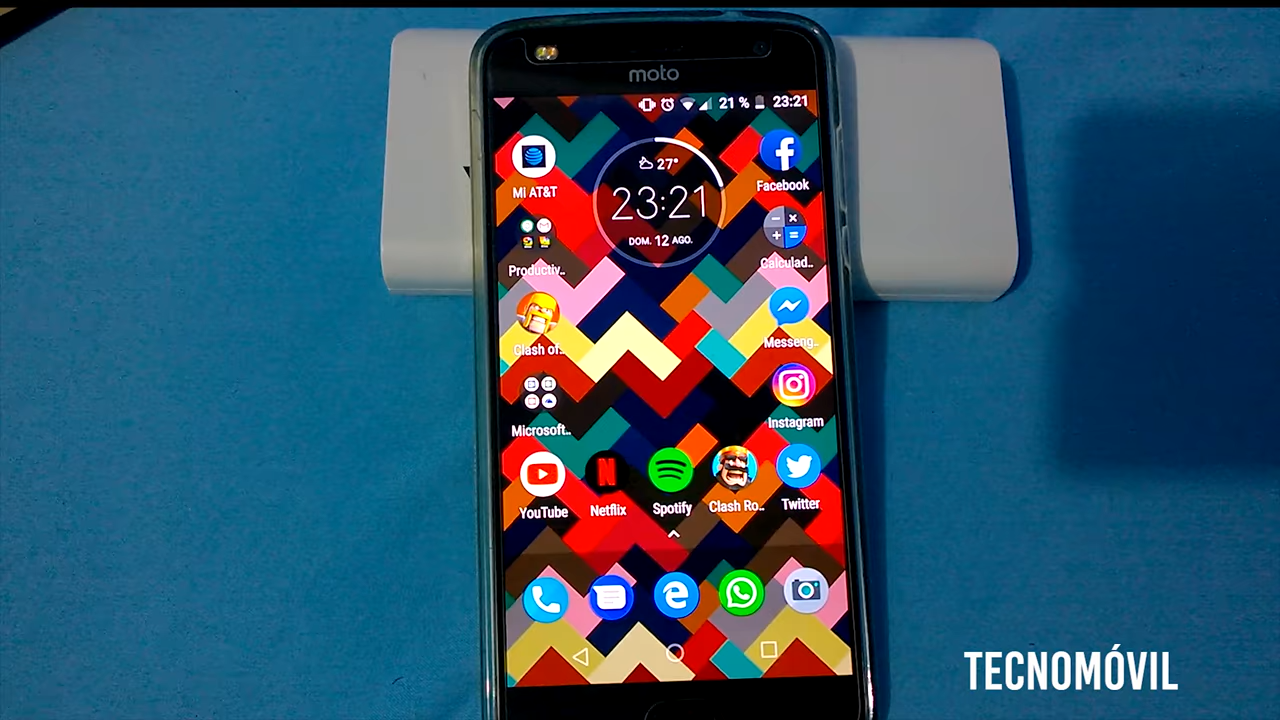 moto
21 % 23:21
27°
23:21
DOM. 12 AGO.
Mi AT&T
Facebook
Productiv..
Calculad..
Clash of..
Messeng..
Microsoft..
Instagram
YouTube
Netflix
Spotify
Clash Ro..
Twitter
TECNOMÓVIL